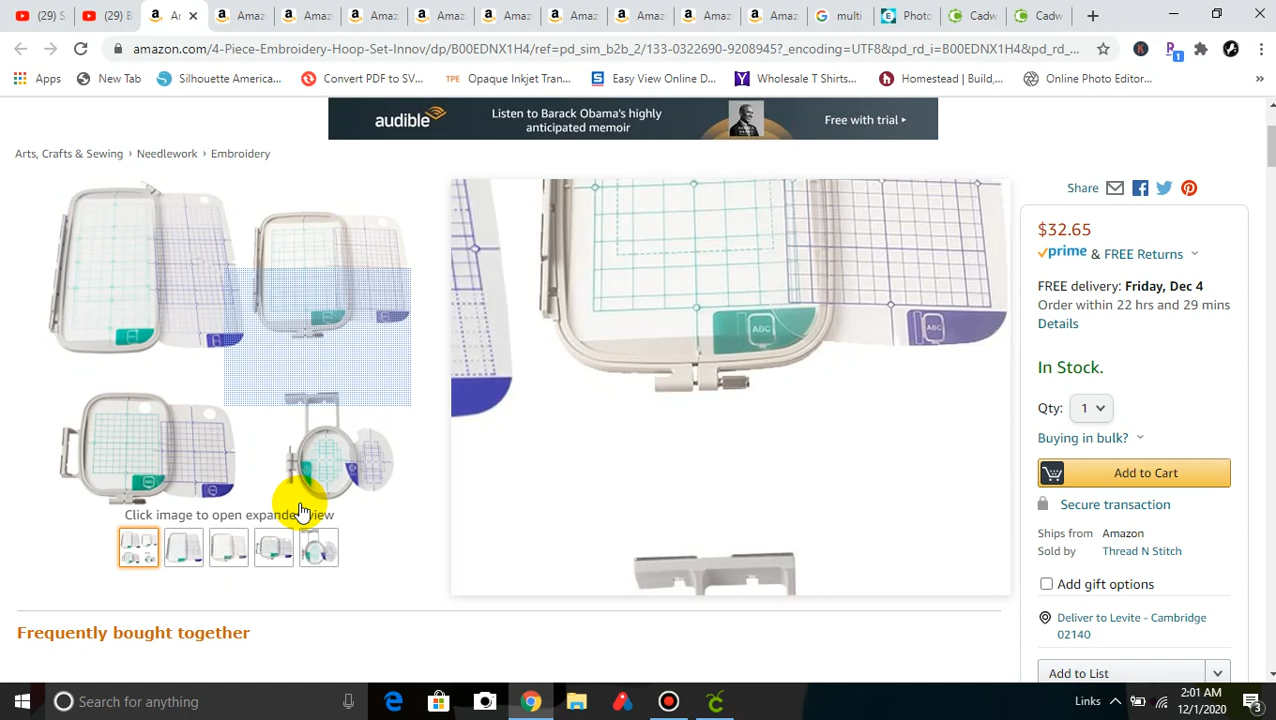 (29) S
(29) B
Ar
Amaz
Amaz
Amaz
Amaz
Amaz
Amaz
Amaz
Amaz
Amaz
multi
Photo
Cadw
Cadw
amazon.com/4-Piece-Embroidery-Hoop-Set-Innov/dp/B00EDNX1H4/ref=pd_sim_b2b_2/133-0322690-9208945?_encoding=UTF8&pd_rd_i=B00EDNX1H4&pd_rd_...
Apps
New Tab
Silhouette America...
Convert PDF to SV...
TPE Opaque Inkjet Tran...
Easy View Online D...
Wholesale T Shirts...
Homestead | Build,...
Online Photo Editor...
audible
Listen to Barack Obama's highly
anticipated memoir
Free with trial
Arts, Crafts & Sewing › Needlework › Embroidery
Share
$32.65
prime & FREE Returns
FREE delivery: Friday, Dec 4
Order within 22 hrs and 29 mins
Details
In Stock.
Qty: 1
Buying in bulk?
Add to Cart
Secure transaction
Ships from Amazon
Sold by Thread N Stitch
Add gift options
Deliver to Levite - Cambridge
02140
Add to List
ABC
ABC
Click image to open expanded view
Frequently bought together
Search for anything
Links
2:01 AM
12/1/2020
3